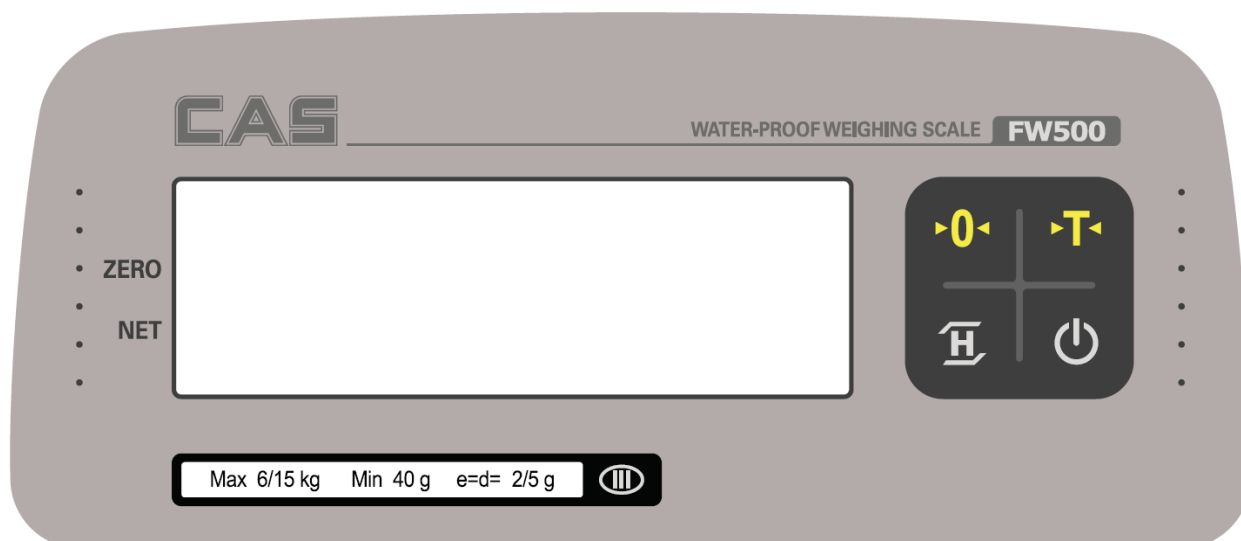 CAS
WATER-PROOF WEIGHING SCALE FW500
►0◄ ►T◄
ZERO
NET
H
Max 6/15 kg Min 40 g e=d= 2/5 g III